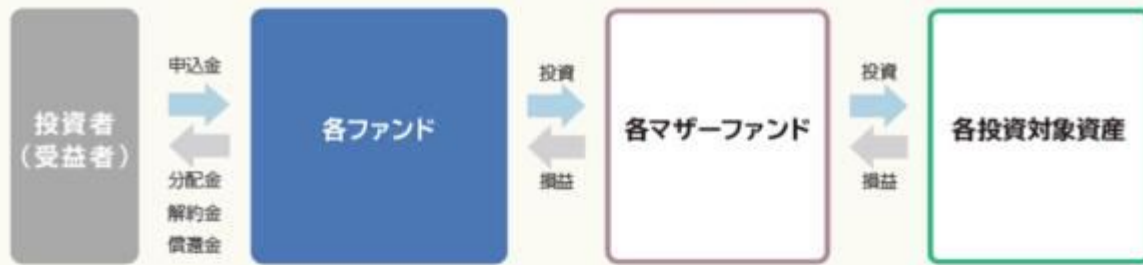 投資者
（受益者）
申込金
分配金
解約金
償還金
各ファンド
投資
損益
各マザーファンド
投資
損益
各投資対象資産